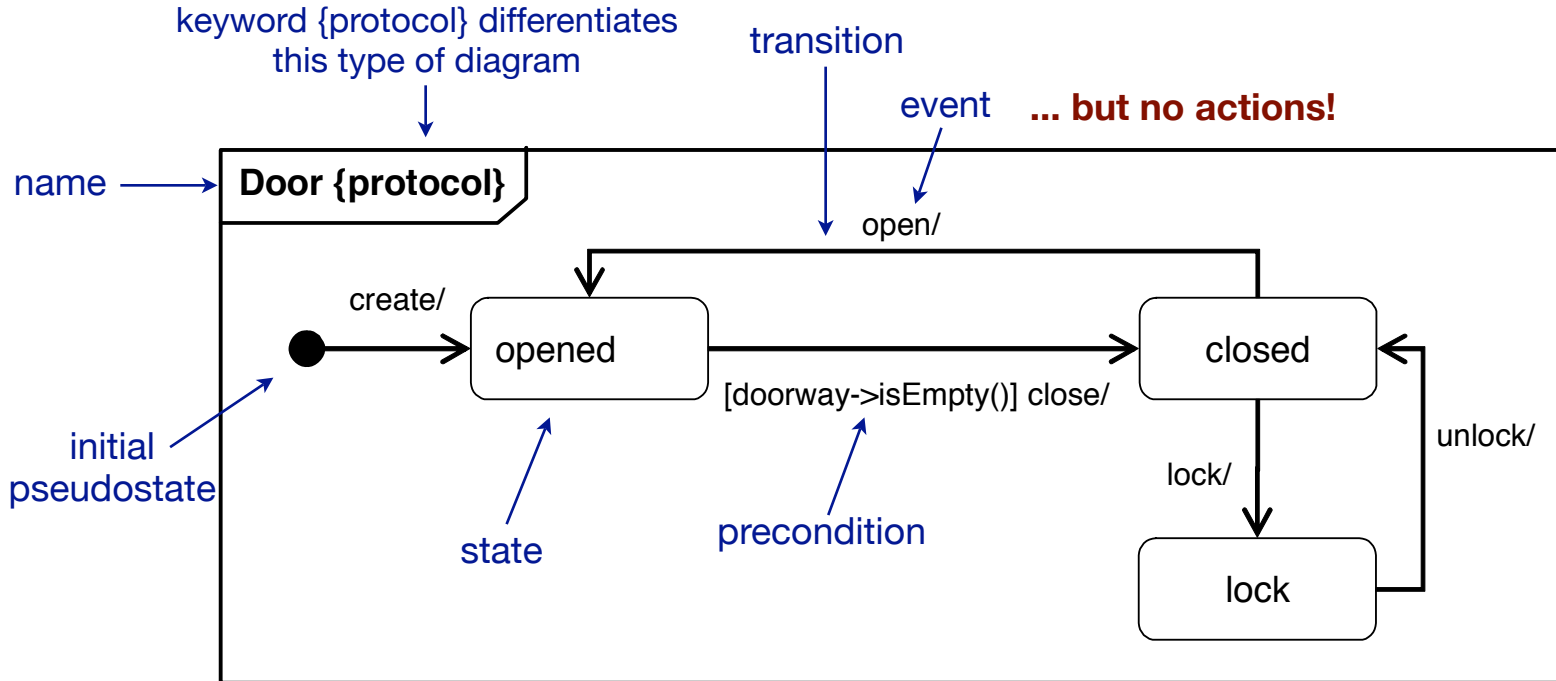 keyword {protocol} differentiates
this type of diagram
transition
event
... but no actions!
name
Door {protocol}
open/
create/
opened
closed
[doorway->isEmpty()] close/
initial
pseudostate
unlock/
lock/
state
precondition
lock